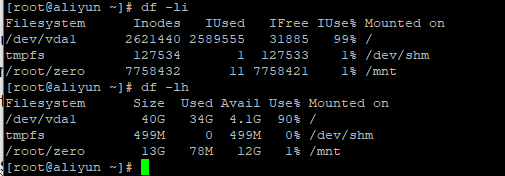 [root@aliyun ~]# df -li
Filesystem Inodes IUsed IFree IUse% Mounted on
/dev/vda1 2621440 2589555 31885 99% /
tmpfs 127534 1 127533 1% /dev/shm
/root/zero 7758432 11 7758421 1% /mnt
[root@aliyun ~]# df -lh
Filesystem Size Used Avail Use% Mounted on
/dev/vda1 40G 34G 4.1G 90% /
tmpfs 499M 0 499M 0% /dev/shm
/root/zero 13G 78M 12G 1% /mnt
[root@aliyun ~]#